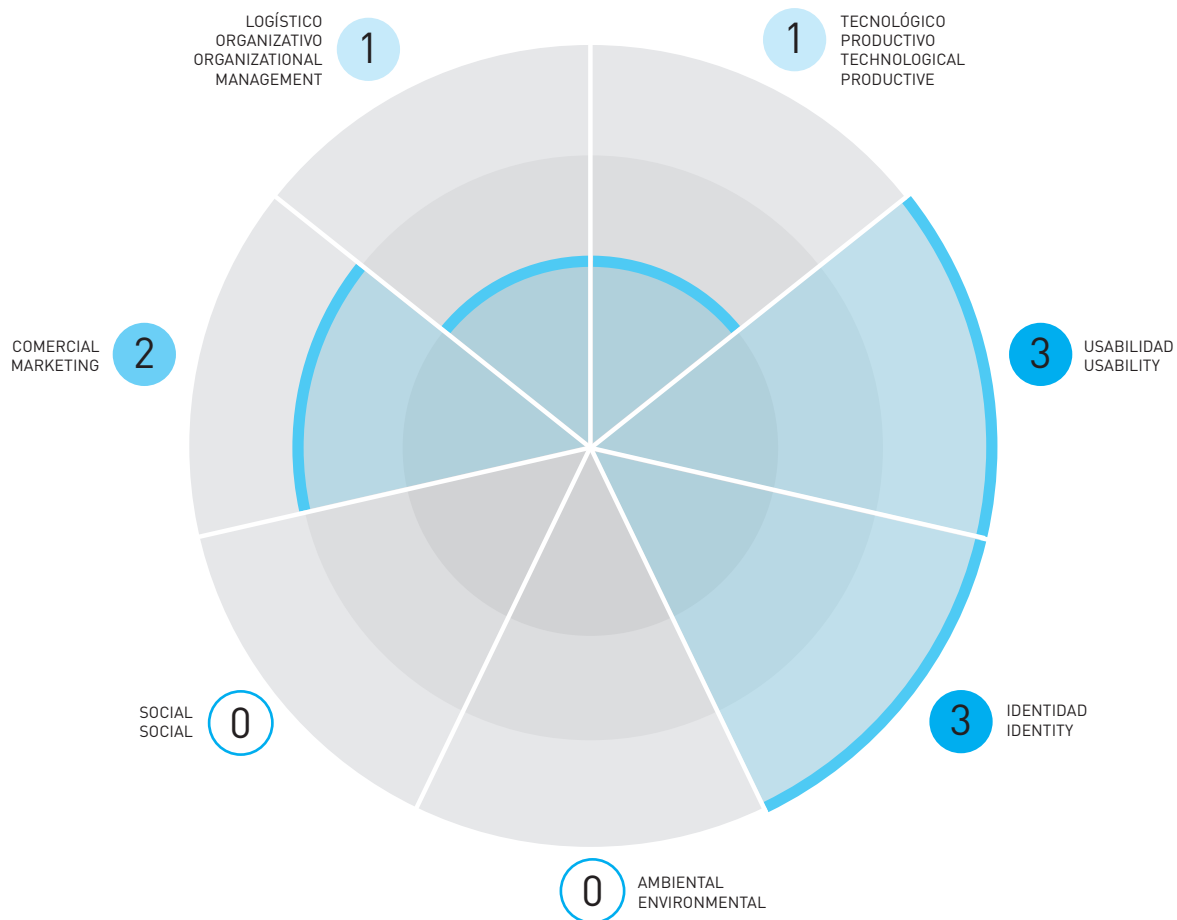 LOGÍSTICO
ORGANIZATIVO
ORGANIZATIONAL
MANAGEMENT
1
1
TECNOLÓGICO
PRODUCTIVO
TECHNOLOGICAL
PRODUCTIVE
COMERCIAL
MARKETING
2
3
USABILIDAD
USABILITY
SOCIAL
SOCIAL
0
3
IDENTIDAD
IDENTITY
0
AMBIENTAL
ENVIRONMENTAL